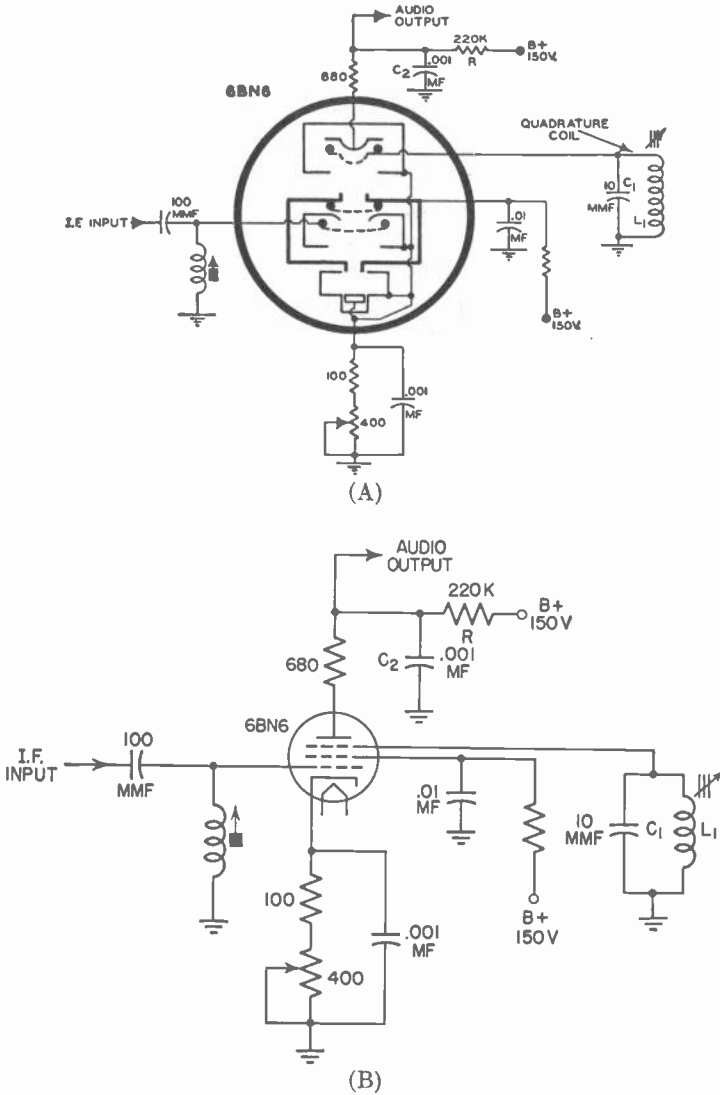 AUDIO
OUTPUT
220K
B+
150V.
.001
R
C2
MF
680
6BN6
QUADRATURE
COIL
10
C1
MMF
L1
100
MMF
I.F. INPUT
.01
MF
B+
150V.
100
.001
MF
400
(A)
AUDIO
OUTPUT
220K
B+
150V
R
680
C2
.001
MF
6BN6
I.F.
INPUT
100
MMF
.01
MF
10
MMF
C1
L1
B+
150V
100
.001
MF
400
(B)